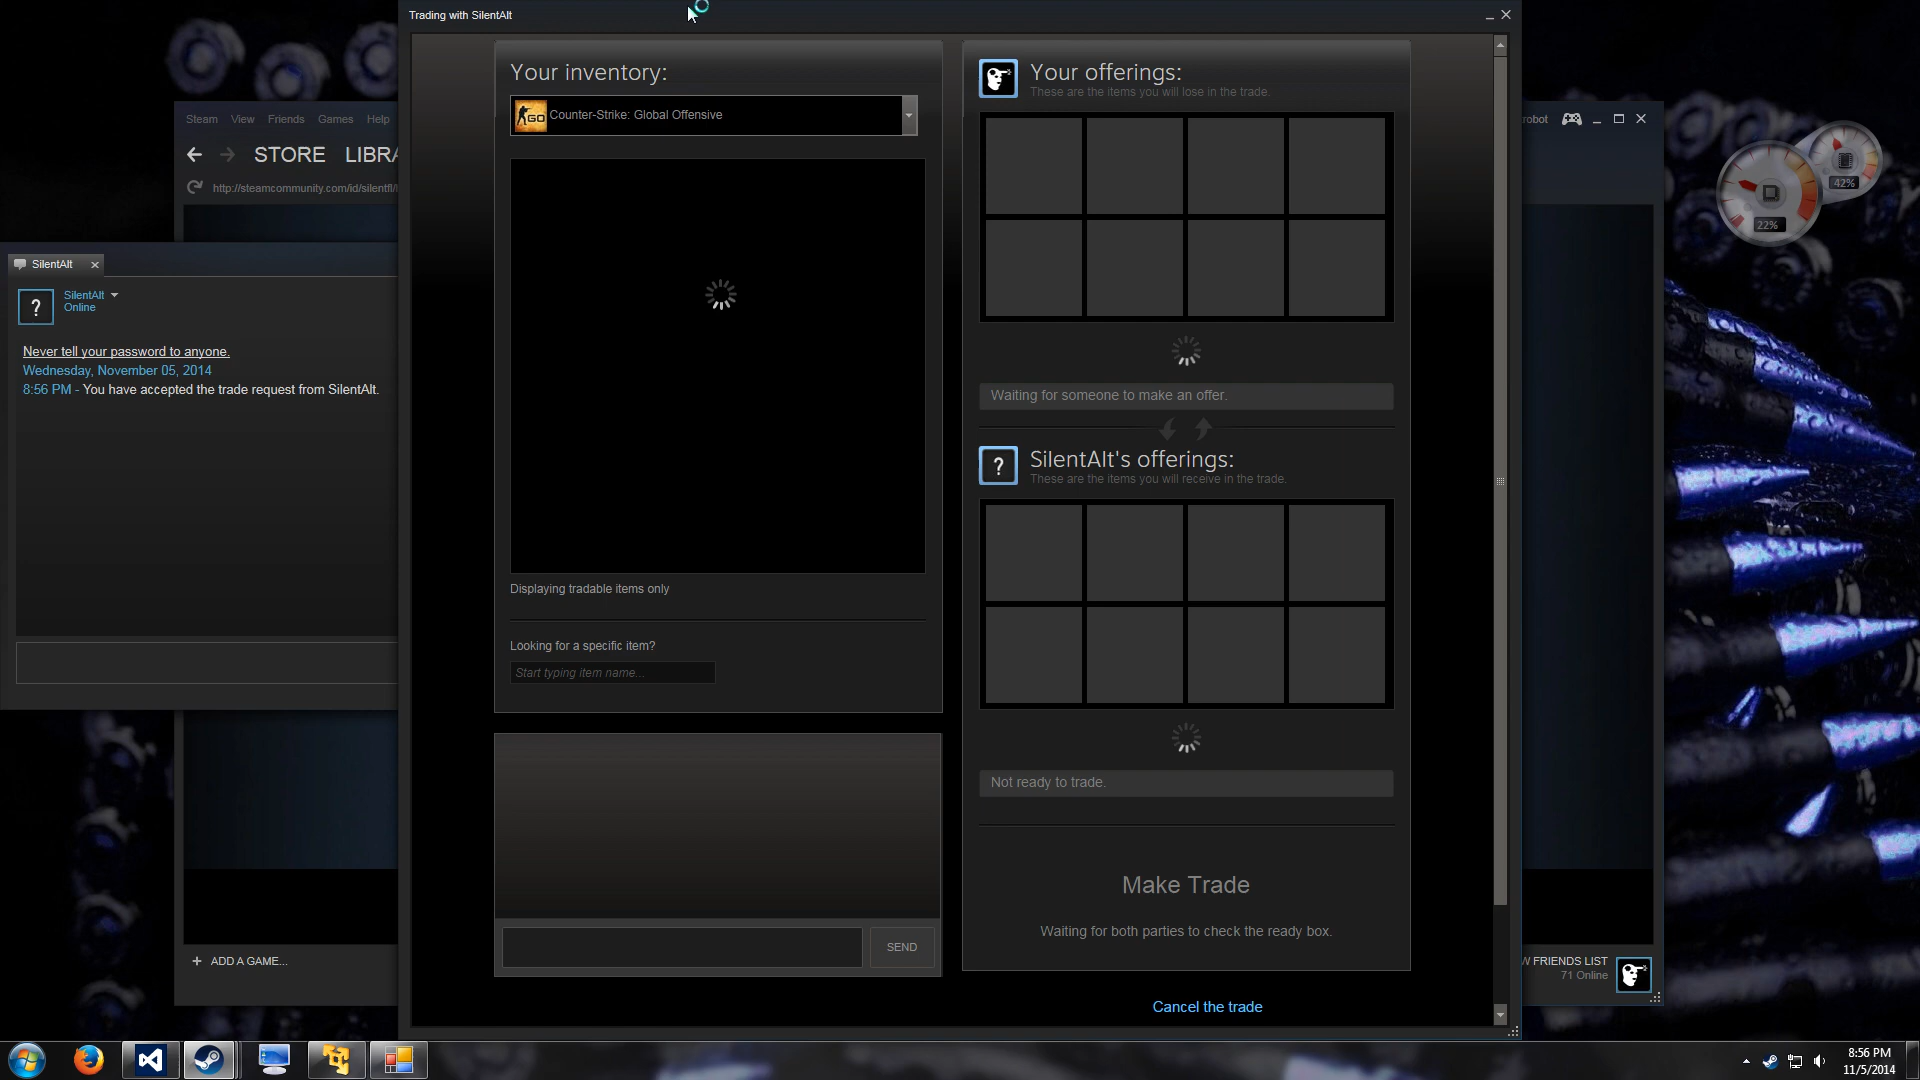 Trading with SilentAlt
Steam View Friends Games Help
STORE LIBRA
http://steamcommunity.com/id/silentfl/
robot
42%
22%
SilentAlt
?
SilentAlt
Online
Never tell your password to anyone.
Wednesday, November 05, 2014
8:56 PM - You have accepted the trade request from SilentAlt.
Your inventory:
GO
Counter-Strike: Global Offensive
Displaying tradable items only
Looking for a specific item?
Start typing item name...
SEND
Your offerings:
These are the items you will lose in the trade.
Waiting for someone to make an offer.
?
SilentAlt's offerings:
These are the items you will receive in the trade.
Not ready to trade.
Make Trade
Waiting for both parties to check the ready box.
Cancel the trade
+ ADD A GAME...
W FRIENDS LIST
71 Online
8:56 PM
11/5/2014